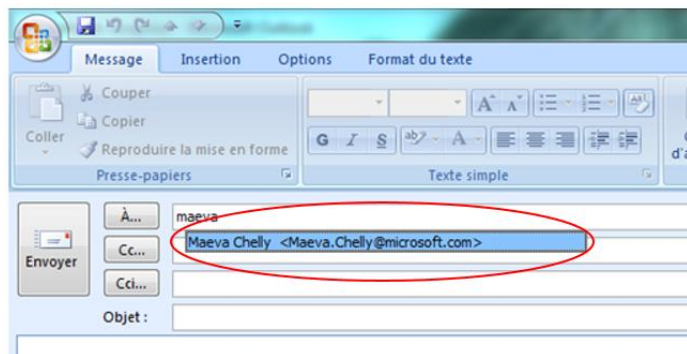 Message Insertion Options Format du texte
Couper
Copier
Coller
Reproduire la mise en forme
Presse-papiers
A A
G I S ab A
Texte simple
d'a
À... maeva
Maeva Chelly <Maeva.Chelly@microsoft.com>
Cc...
Envoyer
Cci...
Objet :